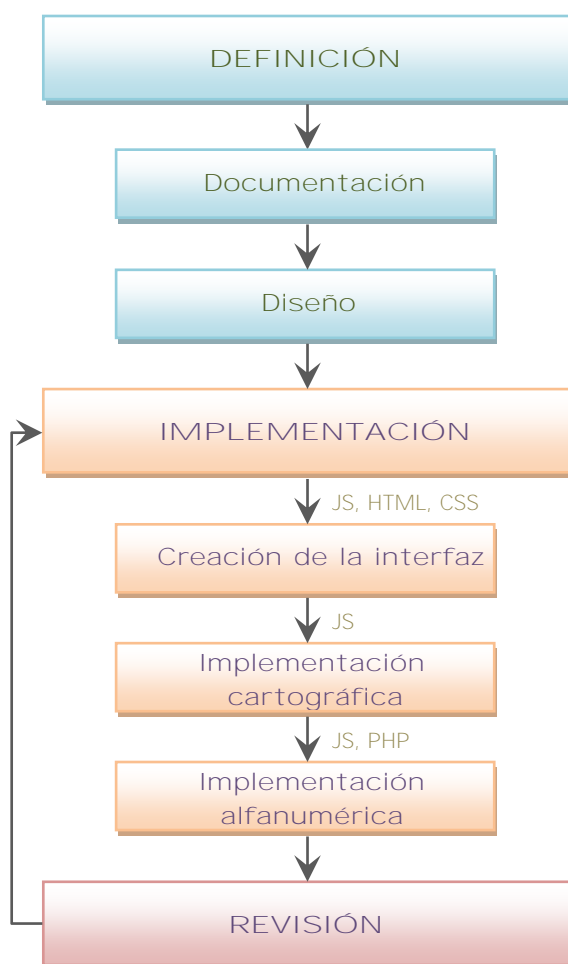 DEFINICIÓN
Documentación
Diseño
IMPLEMENTACIÓN
JS, HTML, CSS
Creación de la interfaz
JS
Implementación
cartográfica
JS, PHP
Implementación
alfanumérica
REVISIÓN